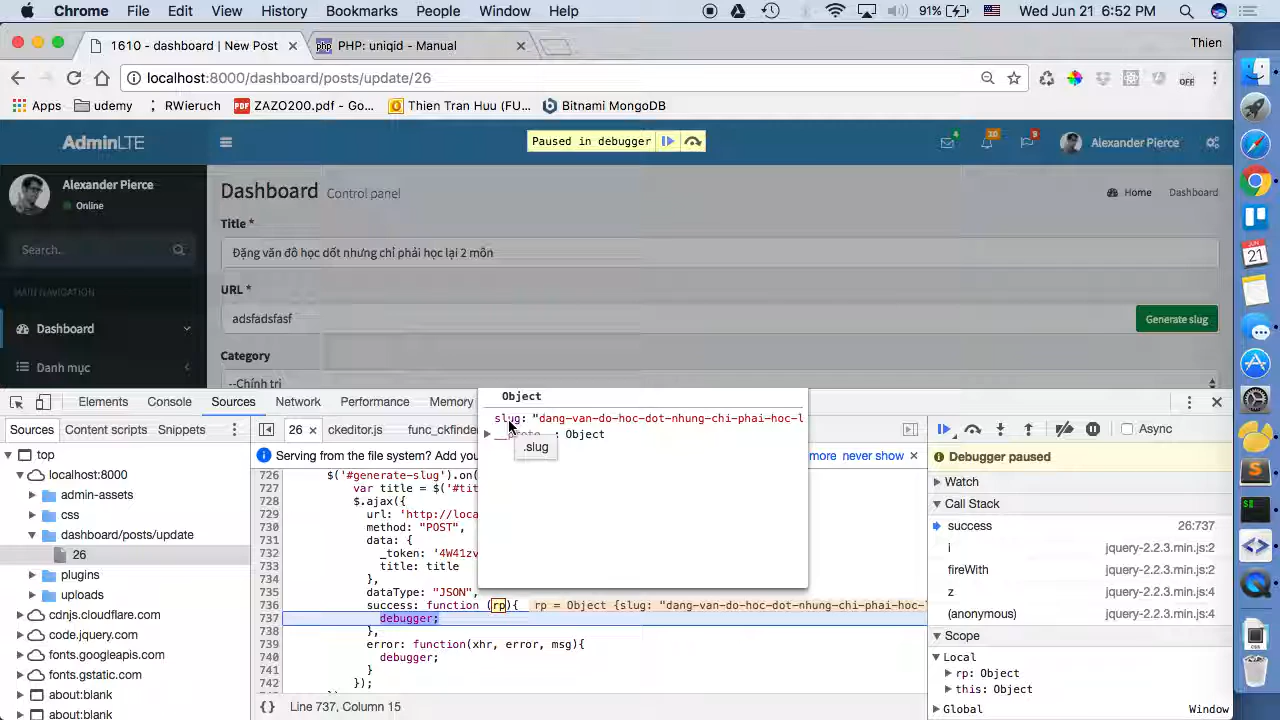 Chrome File Edit View History Bookmarks People Window Help 91% Wed Jun 21 6:52 PM
1610 - dashboard | New Post PHP: uniqid - Manual Thien
localhost:8000/dashboard/posts/update/26 OFF
Apps udemy RWieruch ZAZO200.pdf - Go... Thien Tran Huu (FU... Bitnami MongoDB
AdminLTE Paused in debugger 4 10 9 Alexander Pierce
Alexander Pierce
Online
Dashboard Control panel Home Dashboard
Title *
Search... Đặng văn đô học dốt nhưng chỉ phải học lại 2 môn
MAIN NAVIGATION URL *
Dashboard adsfadsfasf Generate slug
Danh mục Category
--Chính trị
Elements Console Sources Network Performance Memory
Object
slug: "dang-van-do-hoc-dot-nhung-chi-phai-hoc-l
: Object
.slug
Sources Content scripts Snippets 26 ckeditor.js func_ckfinde Async
top Serving from the file system? Add you more never show Debugger paused
localhost:8000
admin-assets
css
dashboard/posts/update
26
plugins
uploads
cdnjs.cloudflare.com
code.jquery.com
fonts.googleapis.com
fonts.gstatic.com
about:blank
about:blank
726 $('#generate-slug').on(
727 var title = $('#tit
728 $.ajax({
729 url: 'http://loca
730 method: "POST",
731 data: {
732 _token: '4W41zv
733 title: title
734 },
735 dataType: "JSON",
736 success: function (rp){ rp = Object {slug: "dang-van-do-hoc-dot-nhung-chi-phai-hoc-
737 debugger;
738 },
739 error: function(xhr, error, msg){
740 debugger;
741 }
742 });
{} Line 737, Column 15
Watch
Call Stack
success 26:737
i jquery-2.2.3.min.js:2
fireWith jquery-2.2.3.min.js:2
z jquery-2.2.3.min.js:4
(anonymous) jquery-2.2.3.min.js:4
Scope
Local
rp: Object
this: Object
Global Window